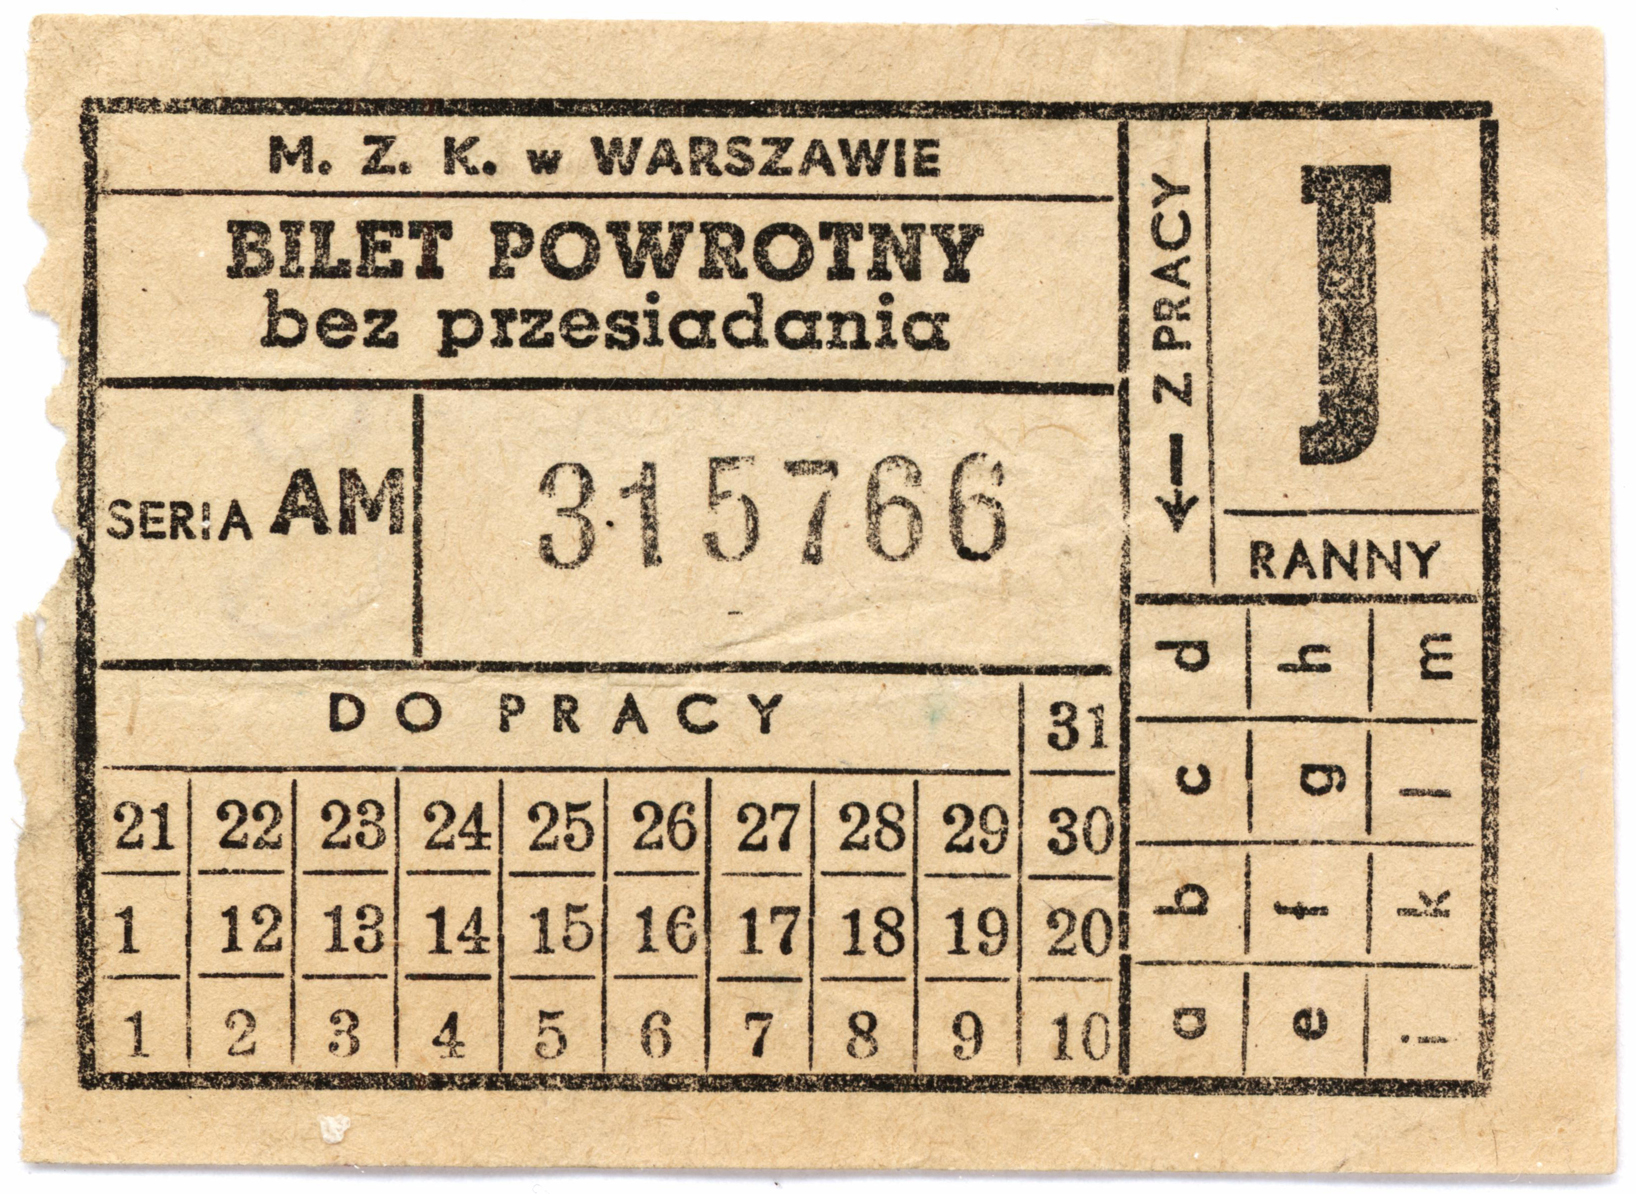 M. Z. K. w WARSZAWIE
BILET POWROTNY
bez przesiadania
SERIA AM
315766
DO PRACY
31
21 22 23 24 25 26 27 28 29 30
1 12 13 14 15 16 17 18 19 20
1 2 3 4 5 6 7 8 9 10
← Z PRACY
J
RANNY
d h m
c g l
b f k
a e i